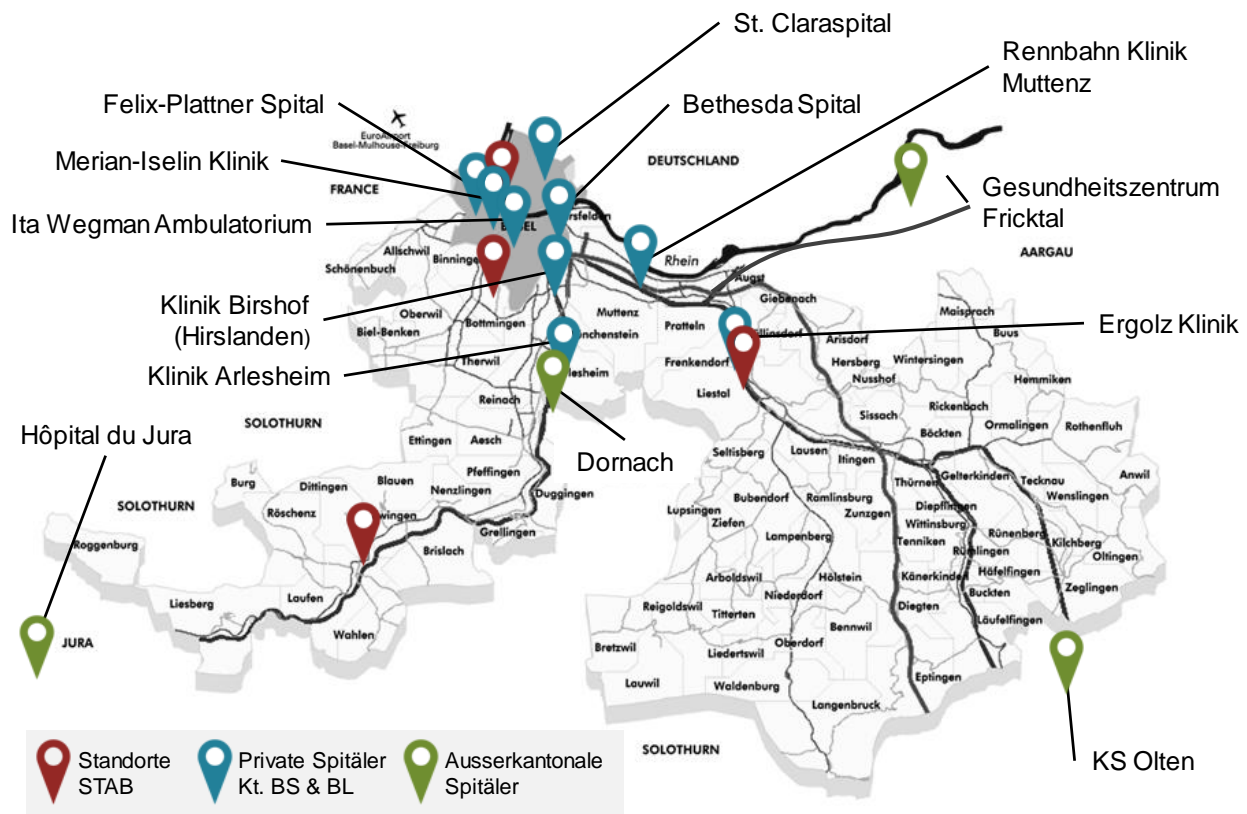 St. Claraspital
Rennbahn Klinik
Muttenz
Felix-Plattner Spital
Bethesda Spital
EuroAirport
Basel-Mulhouse-Freiburg
Merian-Iselin Klinik
DEUTSCHLAND
FRANCE
Gesundheitszentrum
Fricktal
Ita Wegman Ambulatorium
AARGAU
Allschwil
Schönenbuch
Binningen
Rhein
Augst
Giebenach
Klinik Birshof
(Hirslanden)
Oberwil
Biel-Benken
Bottmingen
Muttenz
Pratteln
Maisprach
Buus
Ergolz Klinik
Arisdorf
Hersberg
Wintersingen
Nusshof
Hemmiken
Klinik Arlesheim
Therwil
Frenkendorf
Liestal
Reinach
Sissach
Rickenbach
Ormalingen
Rothenfluh
Böckten
SOLOTHURN
Hôpital du Jura
Ettingen
Aesch
Dornach
Seltisberg
Lausen
Itingen
Gelterkinden
Tecknau
Anwil
Wenslingen
Thürnen
Diepflingen
Pfeffingen
Blauen
Nenzlingen
Duggingen
Burg
Dittingen
Röschenz
SOLOTHURN
Bubendorf
Ramlinsburg
Zunzgen
Lupsingen
Ziefen
Lampenberg
Wittinsburg
Tenniken
Rünenberg
Kilchberg
Oltingen
Rümlingen
Häfelfingen
Zeglingen
Grellingen
Brislach
Roggenburg
Arboldswil
Hölstein
Känerkinden
Buckten
Niederdorf
Diegten
Läufelfingen
Reigoldswil
Titterten
Bennwil
Liesberg
Laufen
Wahlen
JURA
Bretzwil
Liedertswil
Oberdorf
Lauwil
Waldenburg
Eptingen
Langenbruck
SOLOTHURN
KS Olten
Standorte
STAB
Private Spitäler
Kt. BS & BL
Ausserkantonale
Spitäler